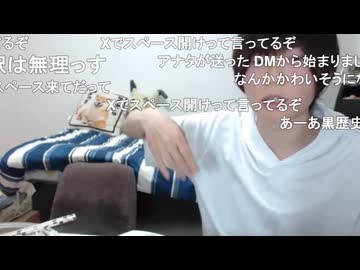 てるぞ
Xでスペース開けって言ってるぞ
訳は無理っす
アナタが送った DMから始まりまし
なんかかわいそうにな
スペース来てだって
Xでスペース開けって言ってるぞ
あーあ黒歴史